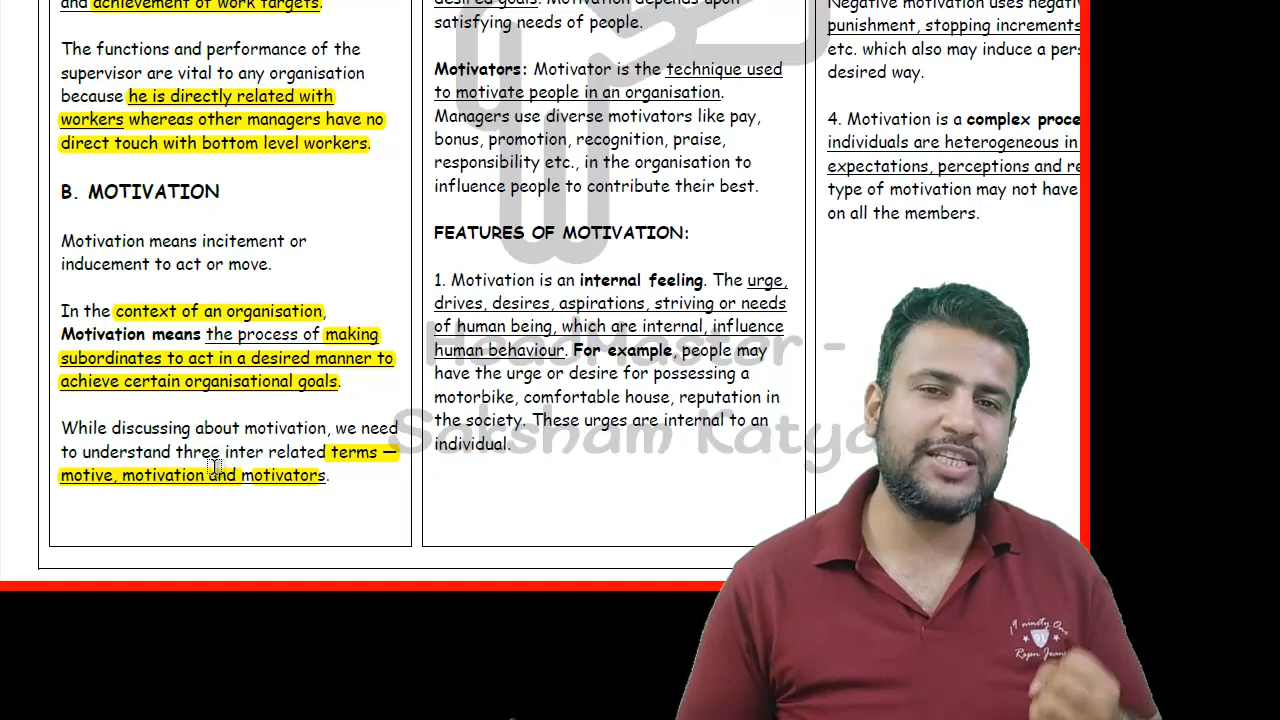 and achievement of work targets.
The functions and performance of the
supervisor are vital to any organisation
because he is directly related with
workers whereas other managers have no
direct touch with bottom level workers.
B. MOTIVATION
Motivation means incitement or
inducement to act or move.
In the context of an organisation,
Motivation means the process of making
subordinates to act in a desired manner to
achieve certain organisational goals.
While discussing about motivation, we need
to understand three inter related terms —
motive, motivation and motivators.
desired goals. Motivation depends upon
satisfying needs of people.
Motivators: Motivator is the technique used
to motivate people in an organisation.
Managers use diverse motivators like pay,
bonus, promotion, recognition, praise,
responsibility etc., in the organisation to
influence people to contribute their best.
FEATURES OF MOTIVATION:
1. Motivation is an internal feeling. The urge,
drives, desires, aspirations, striving or needs
of human being, which are internal, influence
human behaviour. For example, people may
have the urge or desire for possessing a
motorbike, comfortable house, reputation in
the society. These urges are internal to an
individual.
Negative motivation uses negati
punishment, stopping increments
etc. which also may induce a per
desired way.
4. Motivation is a complex proce
individuals are heterogeneous in
expectations, perceptions and re
type of motivation may not have
on all the members.
HeadMaster -
Saksham Katya